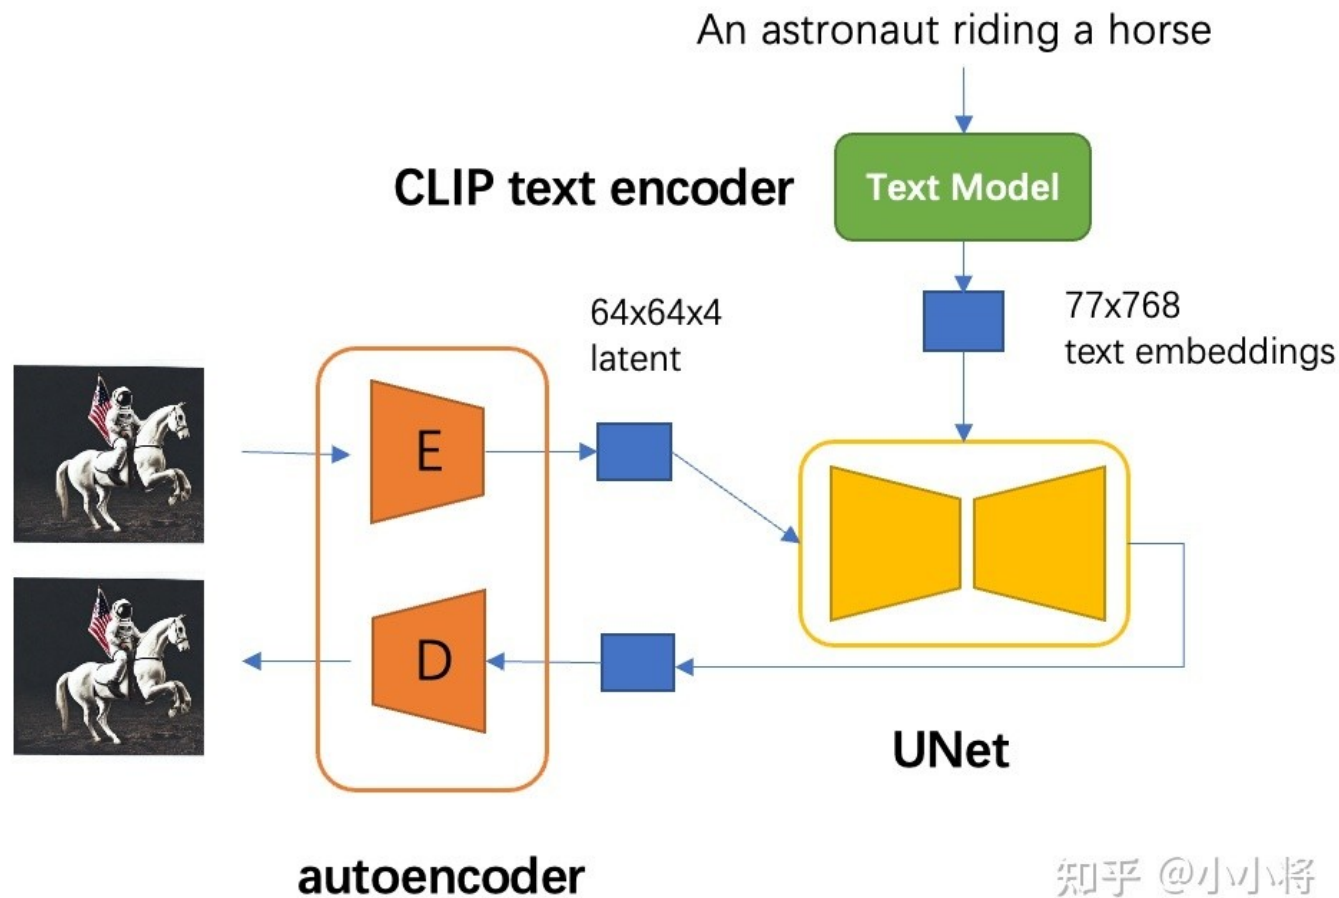 An astronaut riding a horse
CLIP text encoder
Text Model
64x64x4
latent
77x768
text embeddings
E
D
UNet
autoencoder
知乎 @小小将